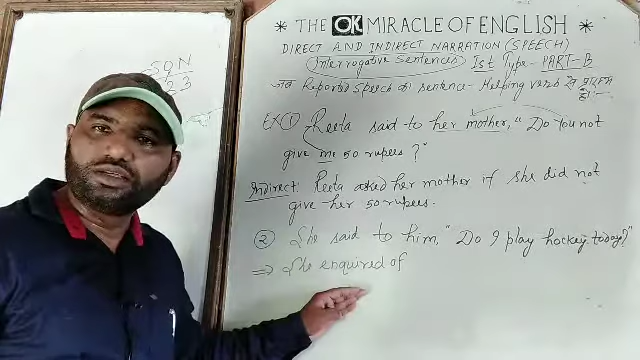 SQN
23
* THE OK MIRACLE OF ENGLISH *
DIRECT AND INDIRECT NARRATION (SPEECH)
Interrogative Sentences Ist Type- PART-B
जब Reported Speech का sentence- Helping verb से प्रारम्भ
हो-
Ex① Reeta said to her mother, "Do you not
give me 50 rupees?"
Indirect: Reeta asked her mother if she did not
give her 50 rupees.
② She said to him, "Do I play hockey today?"
⇒ She enquired of